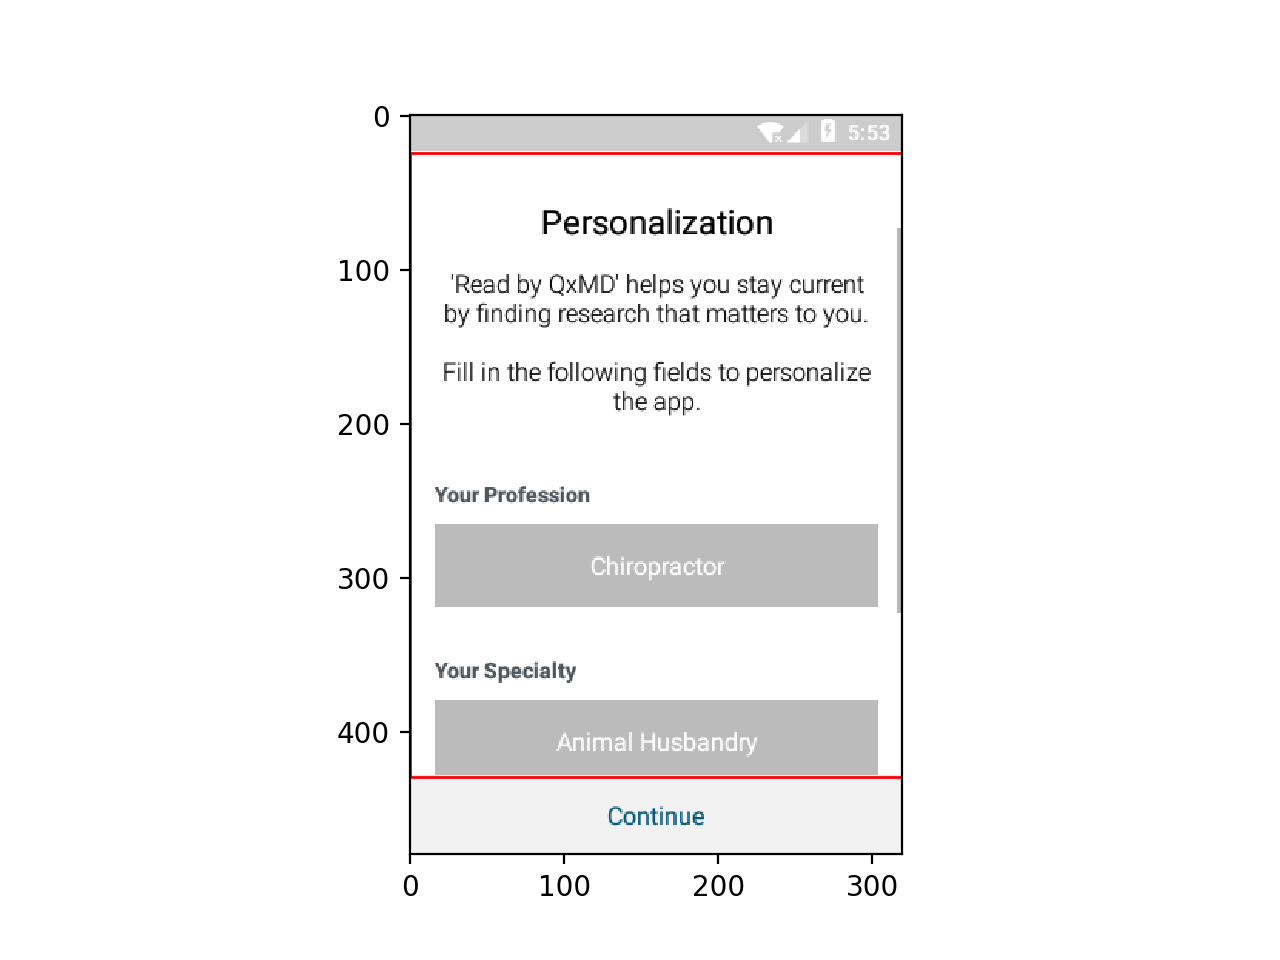 5:53
Personalization
'Read by QxMD' helps you stay current
by finding research that matters to you.
Fill in the following fields to personalize
the app.
Your Profession
Chiropractor
Your Specialty
Animal Husbandry
Continue
0
100
200
300
400
0
100
200
300